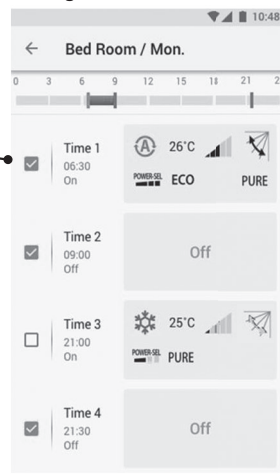 10:48
Bed Room / Mon.
0 3 6 9 12 15 18 21 2
Time 1
06:30
On
A 26°C
POWER-SEL ECO PURE
Time 2
09:00
Off
Off
Time 3
21:00
On
25°C
POWER-SEL PURE
Time 4
21:30
Off
Off